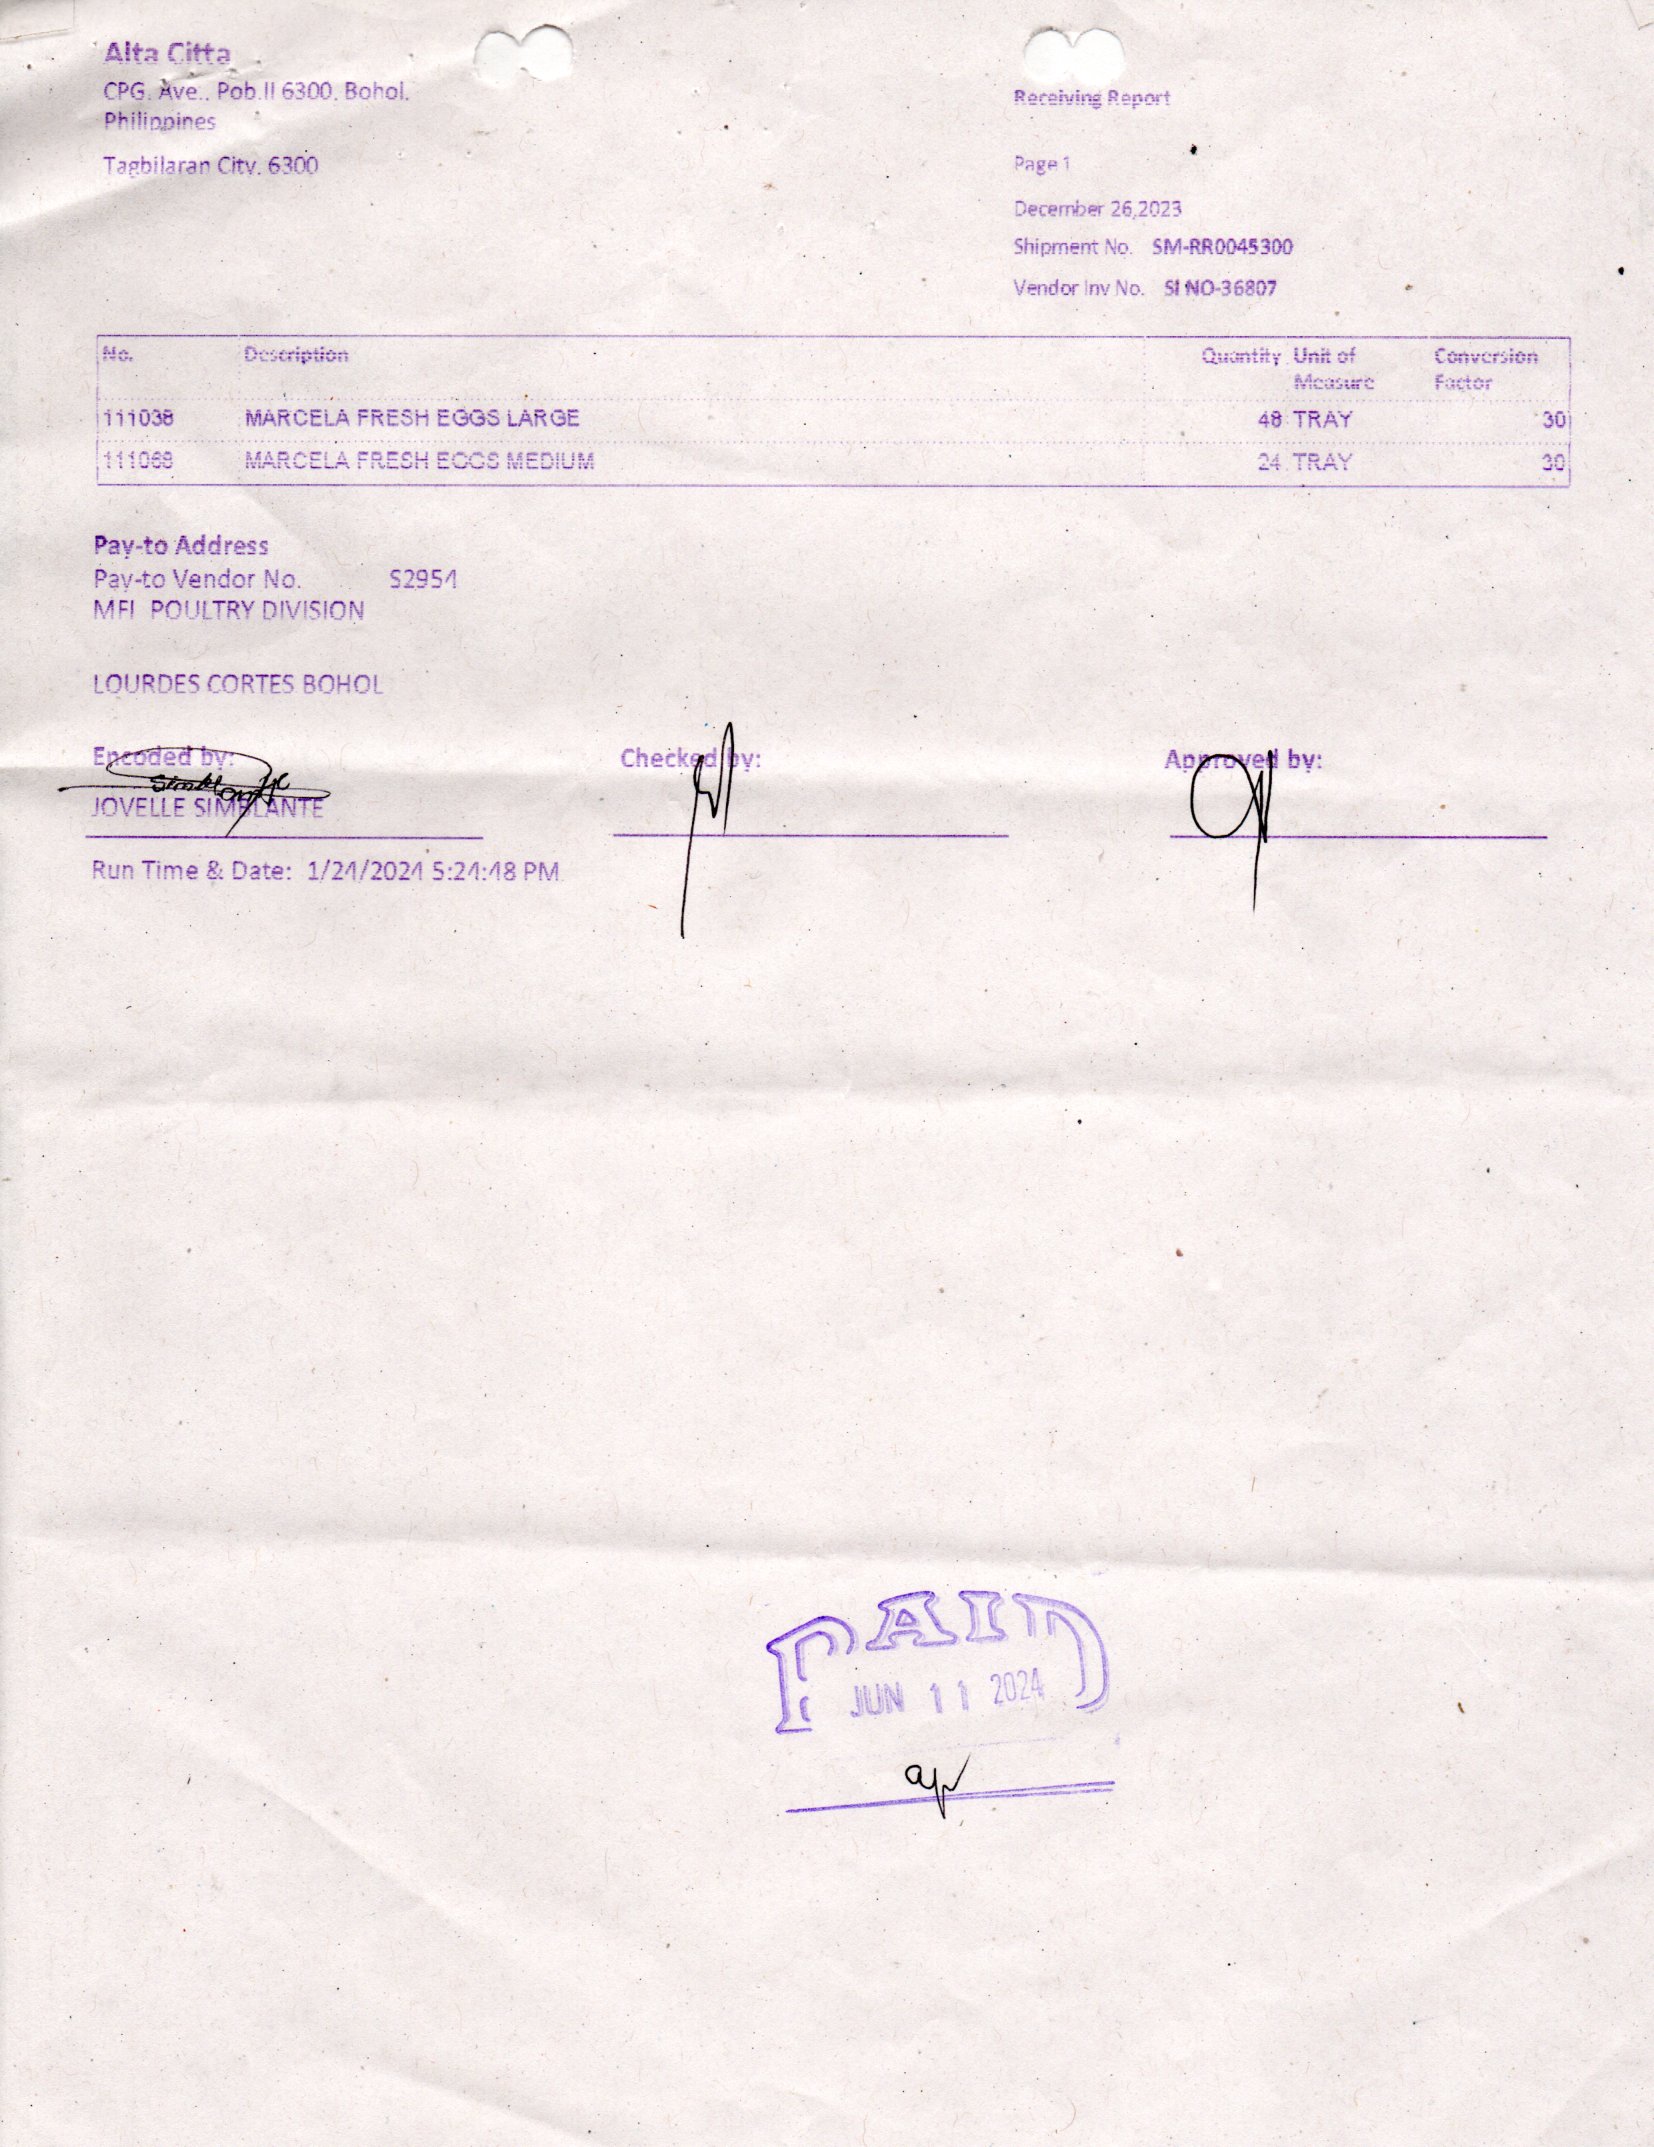 Alta Citta
CPG. Ave., Pob.II 6300, Bohol,
Philippines
Tagbilaran City, 6300
Receiving Report
Page 1
December 26,2023
Shipment No. SM-RR0045300
Vendor Inv No. SI NO-36807
No. Description Quantity Unit of Measure Conversion Factor
111038 MARCELA FRESH EGGS LARGE 48 TRAY 30
111068 MARCELA FRESH EGGS MEDIUM 24 TRAY 30
Pay-to Address
Pay-to Vendor No. S2954
MFI POULTRY DIVISION
LOURDES CORTES BOHOL
Encoded by: Checked by: Approved by:
JOVELLE SIMBLANTE
Run Time & Date: 1/24/2024 5:24:48 PM
PAID
JUN 11 2024